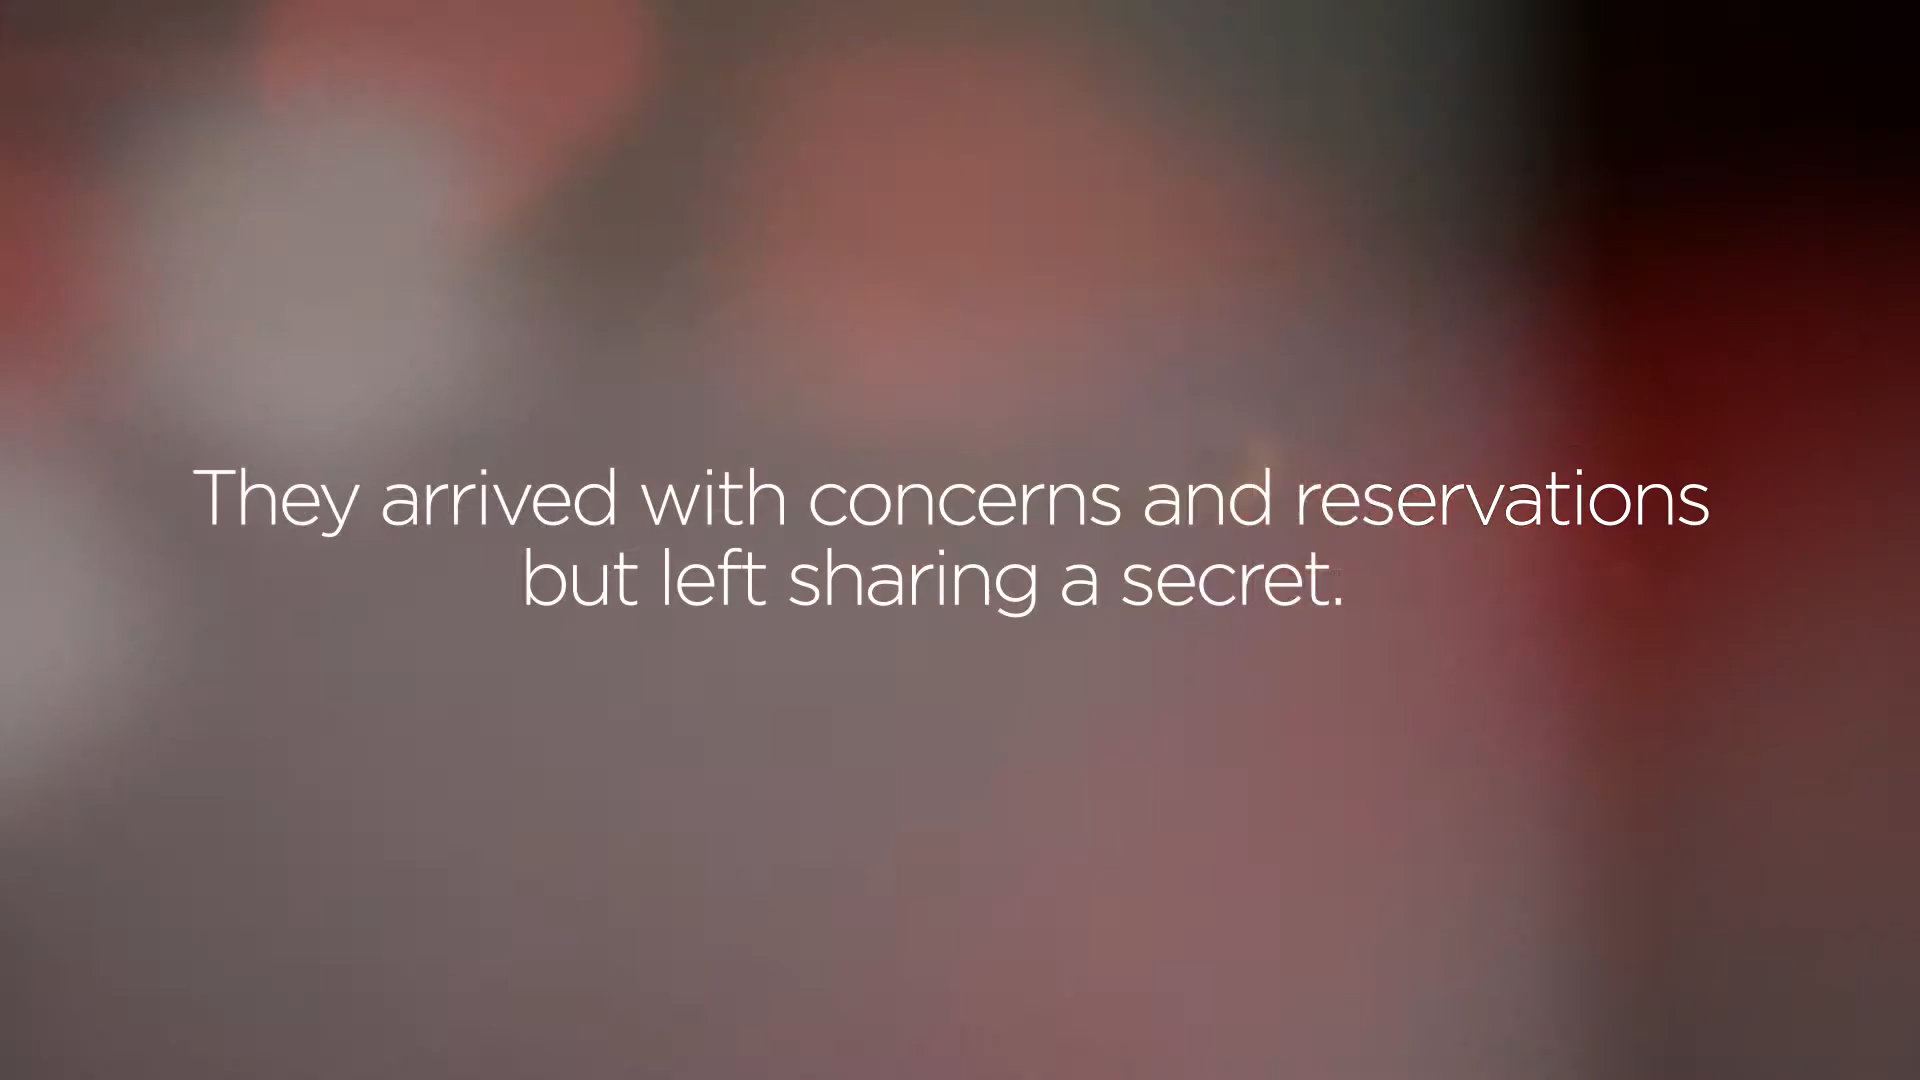 They arrived with concerns and reservations
but left sharing a secret.